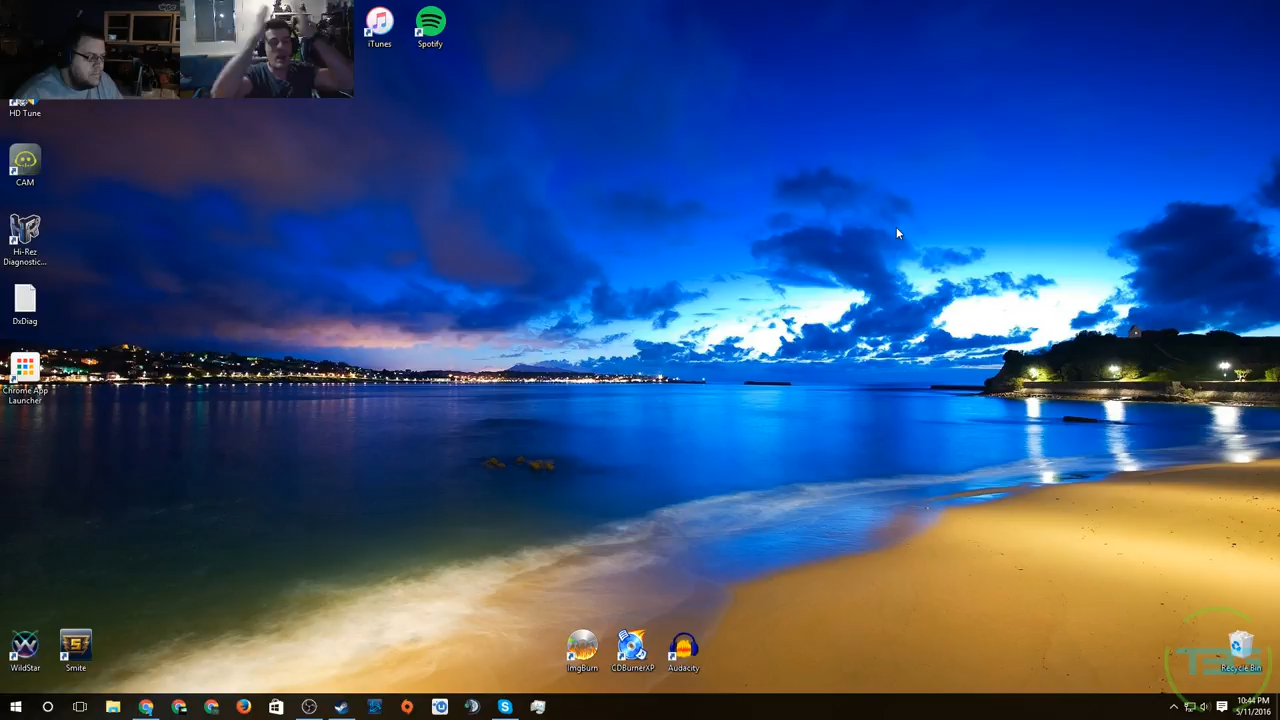 iTunes
Spotify
HD Tune
CAM
Hi-Rez
Diagnostic...
DxDiag
Chrome App
Launcher
WildStar
Smite
ImgBurn
CDBurnerXP
Audacity
Recycle Bin
10:44 PM
5/11/2016